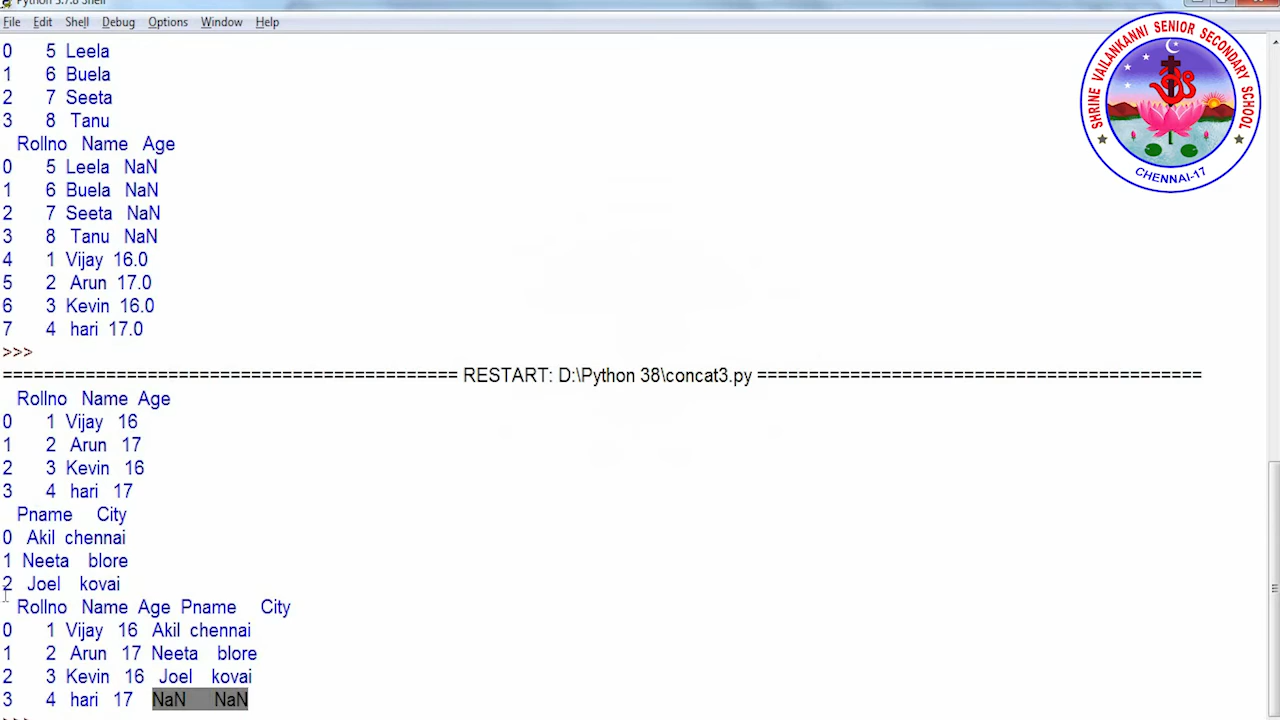 Python 3.7.8 Shell
File Edit Shell Debug Options Window Help
0 5 Leela
1 6 Buela
2 7 Seeta
3 8 Tanu
Rollno Name Age
0 5 Leela NaN
1 6 Buela NaN
2 7 Seeta NaN
3 8 Tanu NaN
4 1 Vijay 16.0
5 2 Arun 17.0
6 3 Kevin 16.0
7 4 hari 17.0
>>>
========================================== RESTART: D:\Python 38\concat3.py =========================================
Rollno Name Age
0 1 Vijay 16
1 2 Arun 17
2 3 Kevin 16
3 4 hari 17
Pname City
0 Akil chennai
1 Neeta blore
2 Joel kovai
Rollno Name Age Pname City
0 1 Vijay 16 Akil chennai
1 2 Arun 17 Neeta blore
2 3 Kevin 16 Joel kovai
3 4 hari 17 NaN NaN
>>>
SHRINE VAILANKANNI SENIOR SECONDARY SCHOOL
CHENNAI-17